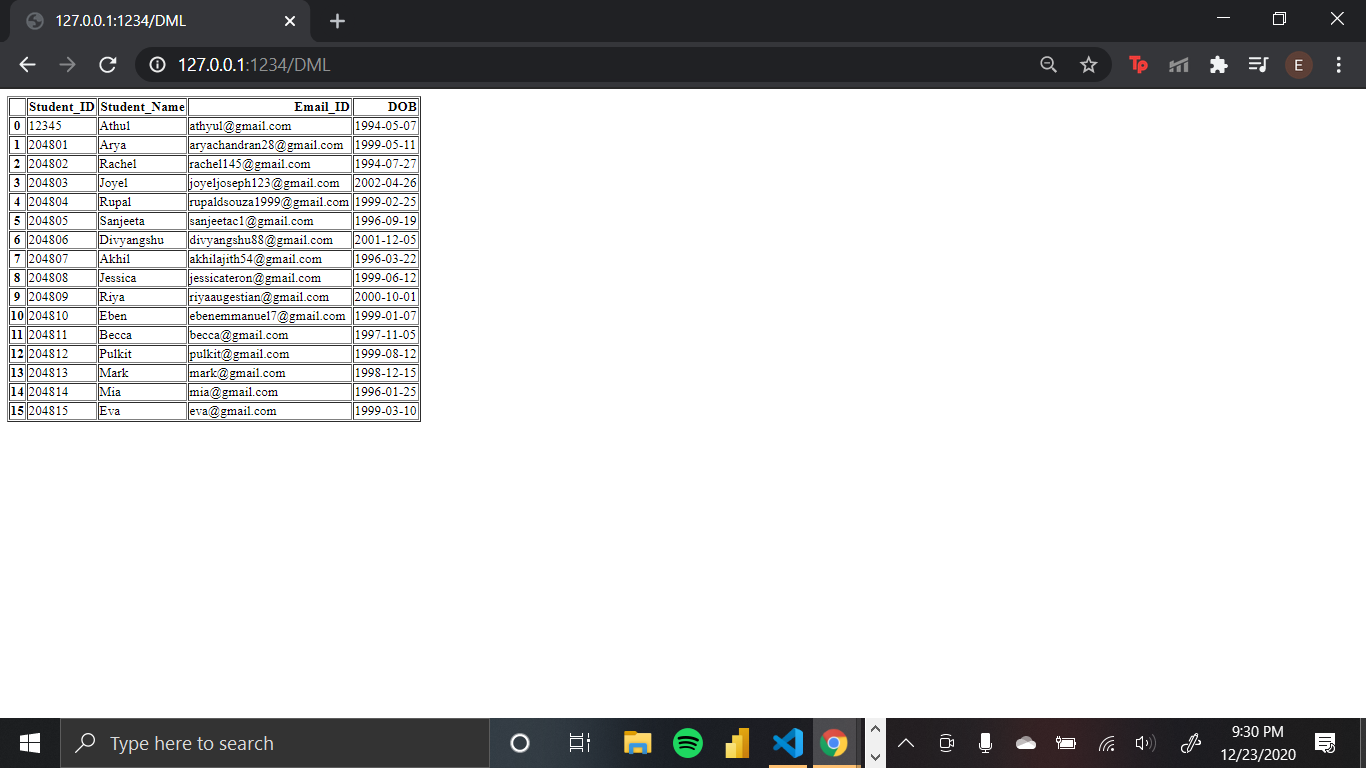 127.0.0.1:1234/DML
127.0.0.1:1234/DML
Tp
E
Student_ID Student_Name Email_ID DOB
0 12345 Athul athyul@gmail.com 1994-05-07
1 204801 Arya aryachandran28@gmail.com 1999-05-11
2 204802 Rachel rachel145@gmail.com 1994-07-27
3 204803 Joyel joyeljoseph123@gmail.com 2002-04-26
4 204804 Rupal rupaldsouza1999@gmail.com 1999-02-25
5 204805 Sanjeeta sanjeetac1@gmail.com 1996-09-19
6 204806 Divyangshu divyangshu88@gmail.com 2001-12-05
7 204807 Akhil akhilajith54@gmail.com 1996-03-22
8 204808 Jessica jessicateron@gmail.com 1999-06-12
9 204809 Riya riyaaugestian@gmail.com 2000-10-01
10 204810 Eben ebenemmanuel7@gmail.com 1999-01-07
11 204811 Becca becca@gmail.com 1997-11-05
12 204812 Pulkit pulkit@gmail.com 1999-08-12
13 204813 Mark mark@gmail.com 1998-12-15
14 204814 Mia mia@gmail.com 1996-01-25
15 204815 Eva eva@gmail.com 1999-03-10
Type here to search
9:30 PM
12/23/2020